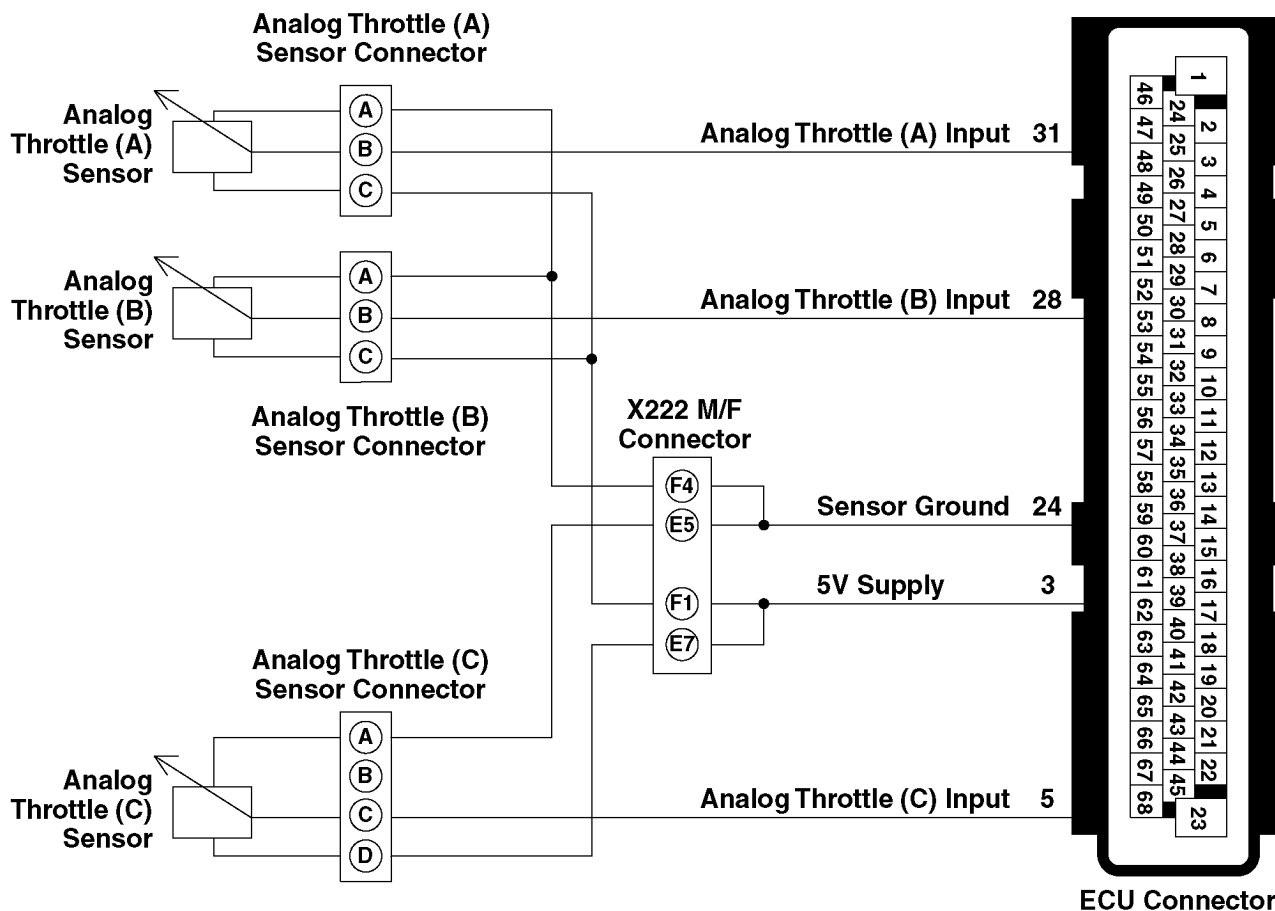 Analog Throttle (A)
Sensor Connector
Analog
Throttle (A)
Sensor
A
B
C
Analog Throttle (A) Input 31
Analog
Throttle (B)
Sensor
A
B
C
Analog Throttle (B) Input 28
Analog Throttle (B)
Sensor Connector
X222 M/F
Connector
F4
E5
F1
E7
Sensor Ground 24
5V Supply 3
Analog Throttle (C)
Sensor Connector
Analog
Throttle (C)
Sensor
A
B
C
D
Analog Throttle (C) Input 5
46 47 48 49 50 51 52 53 54 55 56 57 58 59 60 61 62 63 64 65 66 67 68
24 25 26 27 28 29 30 31 32 33 34 35 36 37 38 39 40 41 42 43 44 45
1 2 3 4 5 6 7 8 9 10 11 12 13 14 15 16 17 18 19 20 21 22 23
ECU Connector